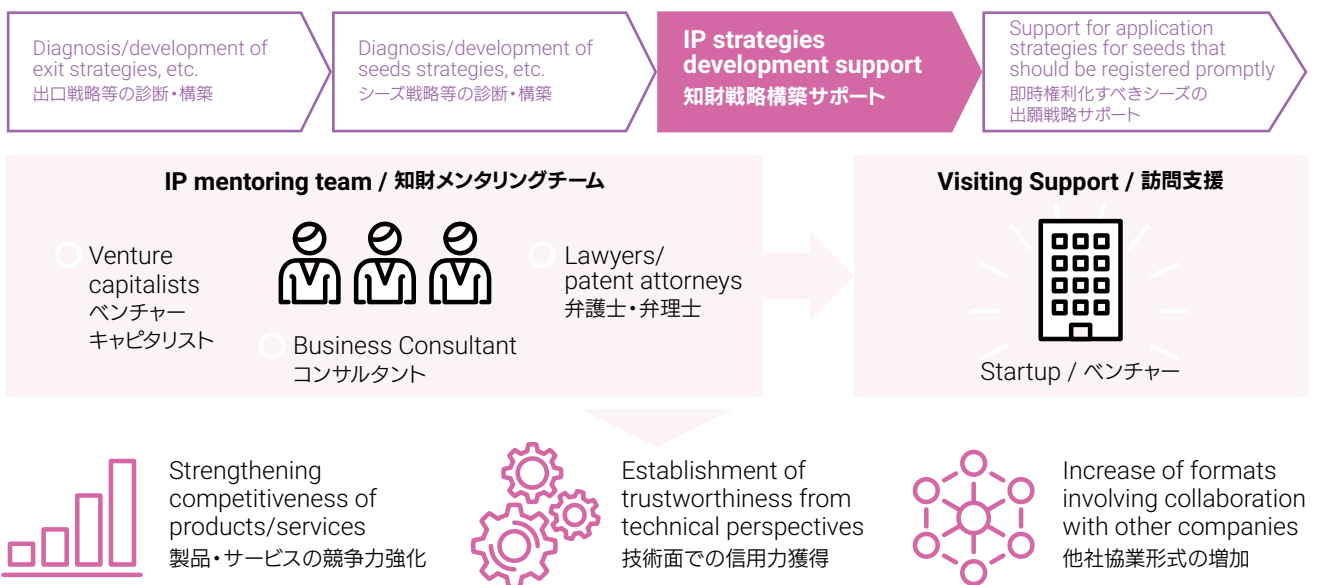 Diagnosis/development of
exit strategies, etc.
出口戦略等の診断・構築
Diagnosis/development of
seeds strategies, etc.
シーズ戦略等の診断・構築
IP strategies
development support
知財戦略構築サポート
Support for application
strategies for seeds that
should be registered promptly
即時権利化すべきシーズの
出願戦略サポート
IP mentoring team / 知財メンタリングチーム
Venture
capitalists
ベンチャー
キャピタリスト
Business Consultant
コンサルタント
Lawyers/
patent attorneys
弁護士・弁理士
Visiting Support / 訪問支援
Startup / ベンチャー
Strengthening
competitiveness of
products/services
製品・サービスの競争力強化
Establishment of
trustworthiness from
technical perspectives
技術面での信用力獲得
Increase of formats
involving collaboration
with other companies
他社協業形式の増加